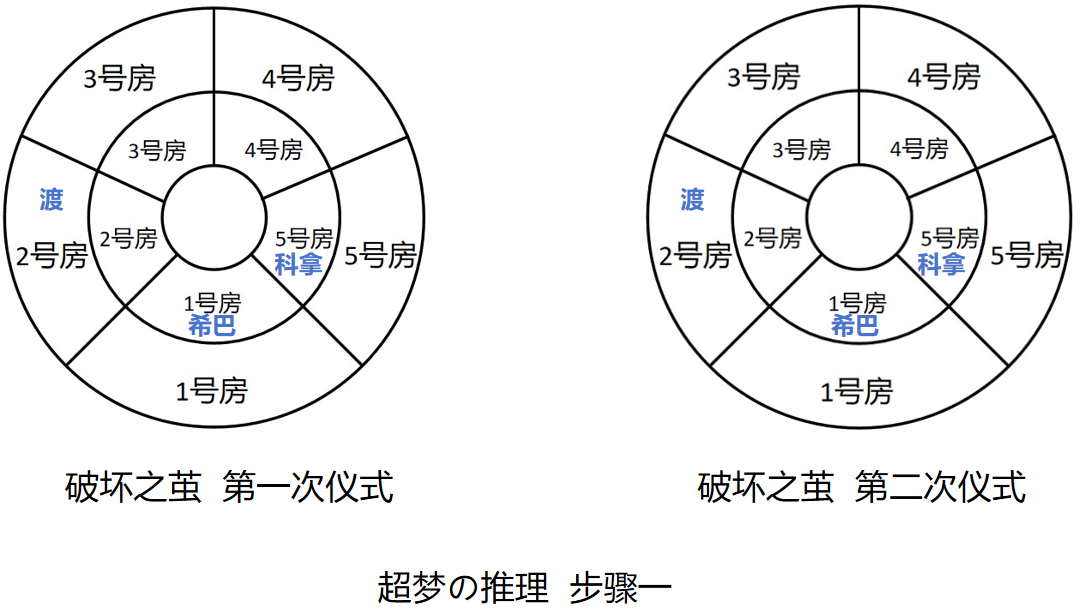 3号房
4号房
3号房
4号房
渡
2号房
2号房
5号房
科拿
5号房
1号房
希巴
1号房
破坏之茧 第一次仪式
3号房
4号房
3号房
4号房
渡
2号房
2号房
5号房
科拿
5号房
1号房
希巴
1号房
破坏之茧 第二次仪式
超梦の推理 步骤一